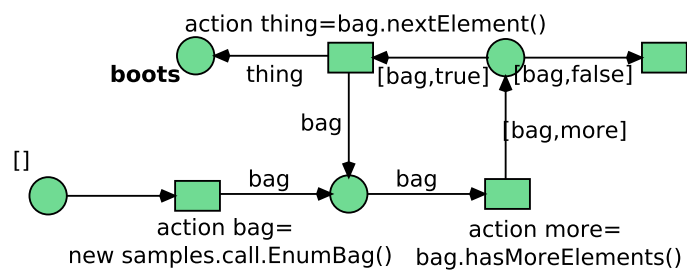 action thing=bag.nextElement()
boots
thing
[bag,true]
[bag,false]
bag
[bag,more]
[]
bag
bag
action bag=
new samples.call.EnumBag()
action more=
bag.hasMoreElements()